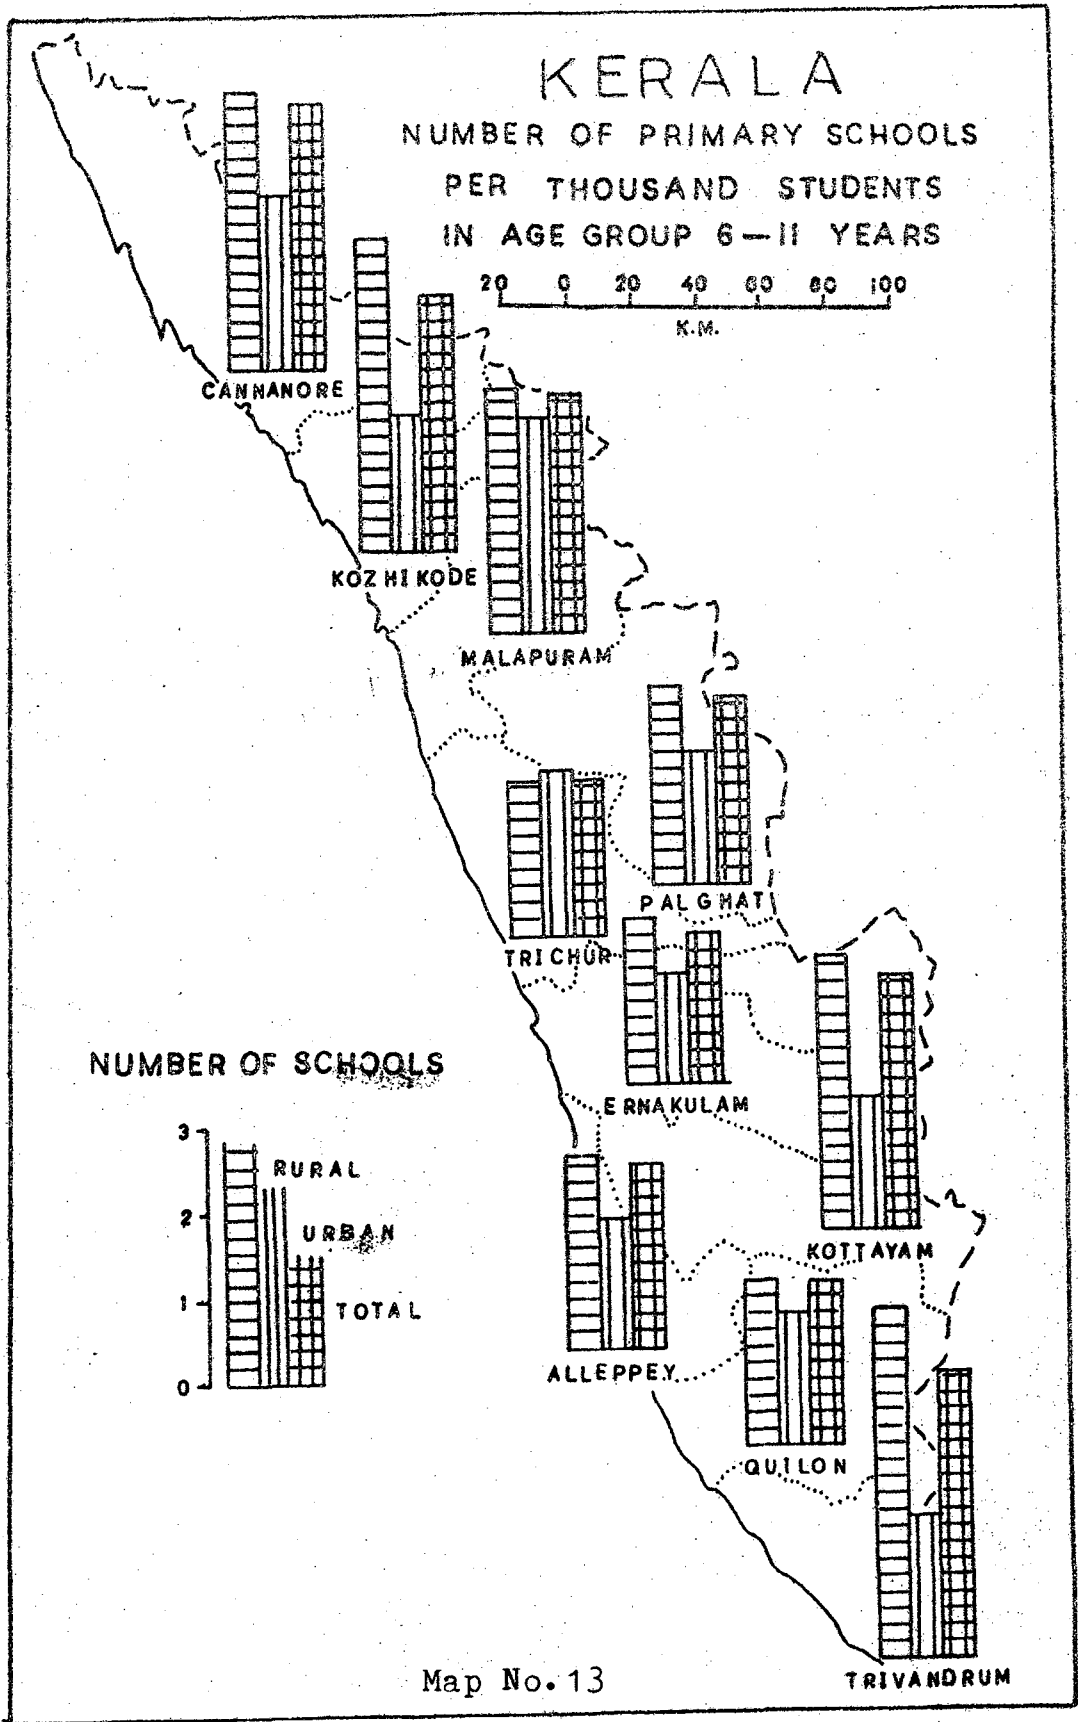 KERALA
NUMBER OF PRIMARY SCHOOLS
PER THOUSAND STUDENTS
IN AGE GROUP 6—11 YEARS
20 0 20 40 60 80 100
K.M.
CANNANORE
KOZHIKODE
MALAPURAM
PALGHAT
TRICHUR
ERNAKULAM
KOTTAYAM
ALLEPPEY
QUILON
TRIVANDRUM
NUMBER OF SCHOOLS
3
RURAL
2
URBAN
1
TOTAL
0
Map No. 13